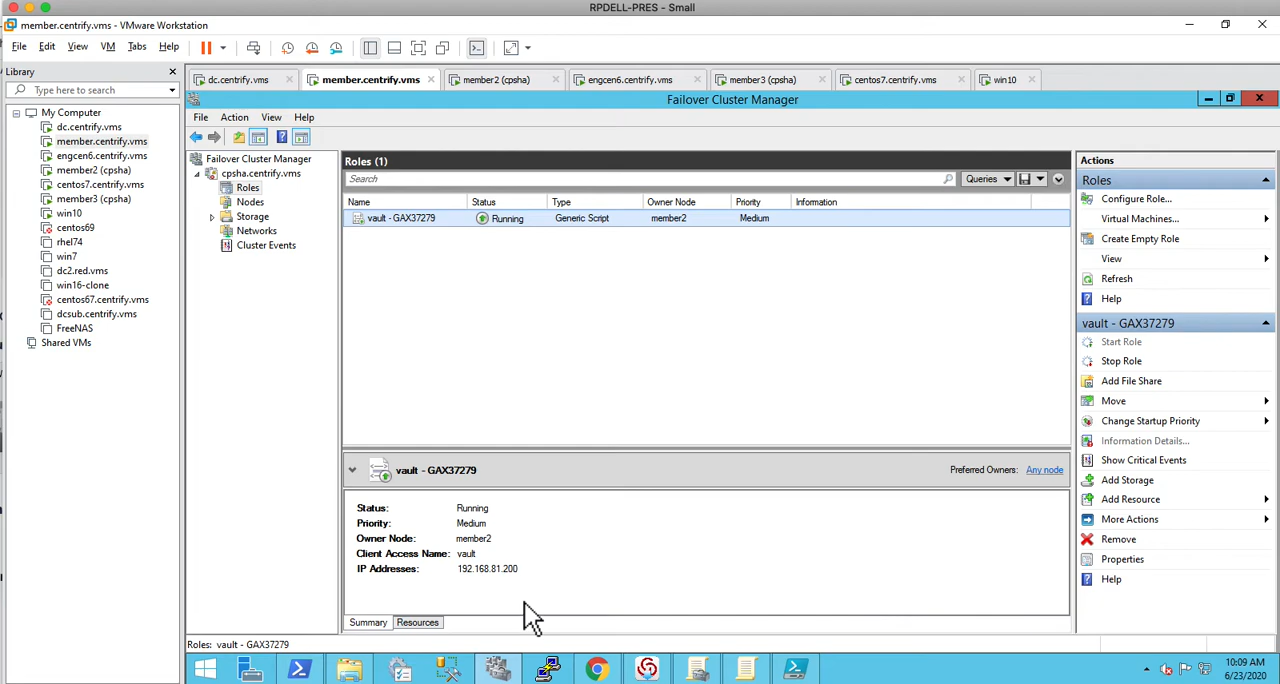 RPDELL-PRES - Small
member.centrify.vms - VMware Workstation
File Edit View VM Tabs Help
Library
Type here to search
My Computer
dc.centrify.vms
member.centrify.vms
engcen6.centrify.vms
member2 (cpsha)
centos7.centrify.vms
member3 (cpsha)
win10
centos69
rhel74
win7
dc2.red.vms
win16-clone
centos67.centrify.vms
dcsub.centrify.vms
FreeNAS
Shared VMs
dc.centrify.vms member.centrify.vms member2 (cpsha) engcen6.centrify.vms member3 (cpsha) centos7.centrify.vms win10
Failover Cluster Manager
File Action View Help
Failover Cluster Manager
cpsha.centrify.vms
Roles
Nodes
Storage
Networks
Cluster Events
Roles (1)
Search Queries
Name Status Type Owner Node Priority Information
vault - GAX37279 Running Generic Script member2 Medium
vault - GAX37279 Preferred Owners: Any node
Status: Running
Priority: Medium
Owner Node: member2
Client Access Name: vault
IP Addresses: 192.168.81.200
Summary Resources
Actions
Roles
Configure Role...
Virtual Machines...
Create Empty Role
View
Refresh
Help
vault - GAX37279
Start Role
Stop Role
Add File Share
Move
Change Startup Priority
Information Details...
Show Critical Events
Add Storage
Add Resource
More Actions
Remove
Properties
Help
Roles: vault - GAX37279
10:09 AM
6/23/2020